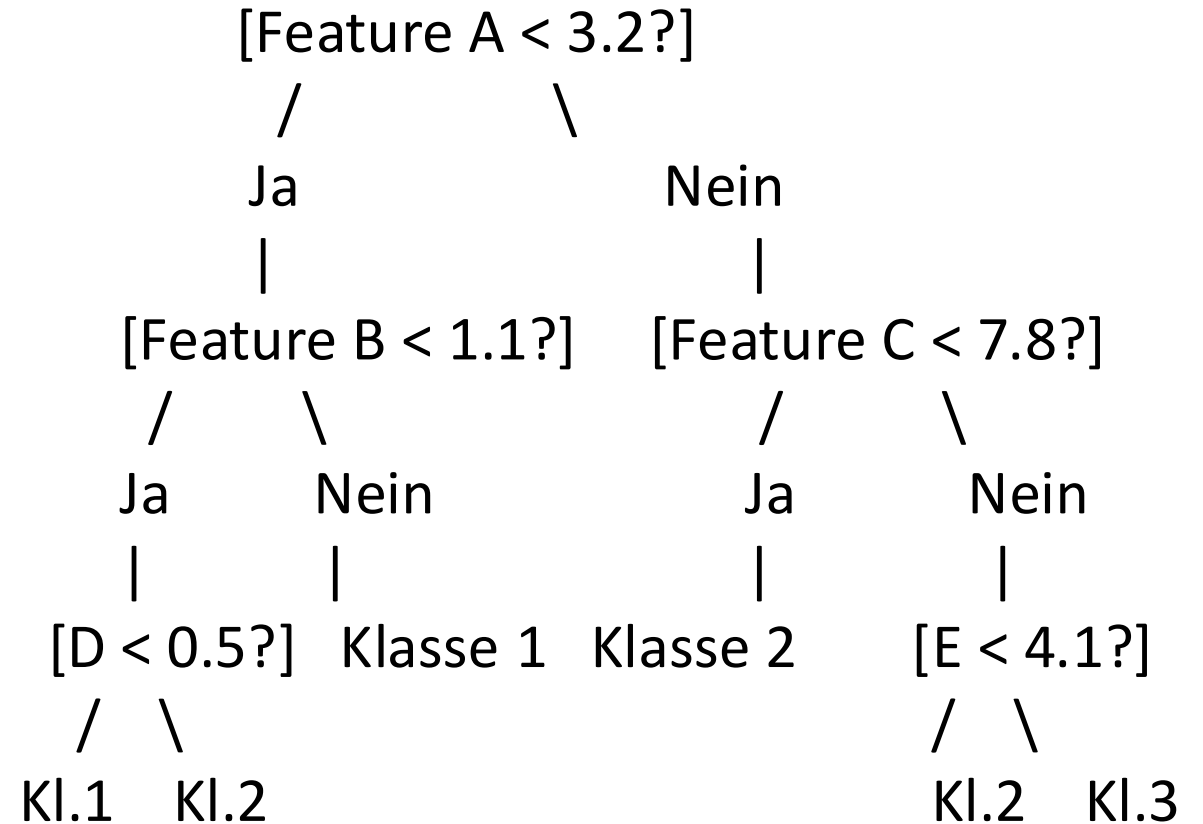 [Feature A < 3.2?]
/ \
Ja Nein
| |
[Feature B < 1.1?] [Feature C < 7.8?]
/ \ / \
Ja Nein Ja Nein
| | | |
[D < 0.5?] Klasse 1 Klasse 2 [E < 4.1?]
/ \ / \
Kl.1 Kl.2 Kl.2 Kl.3